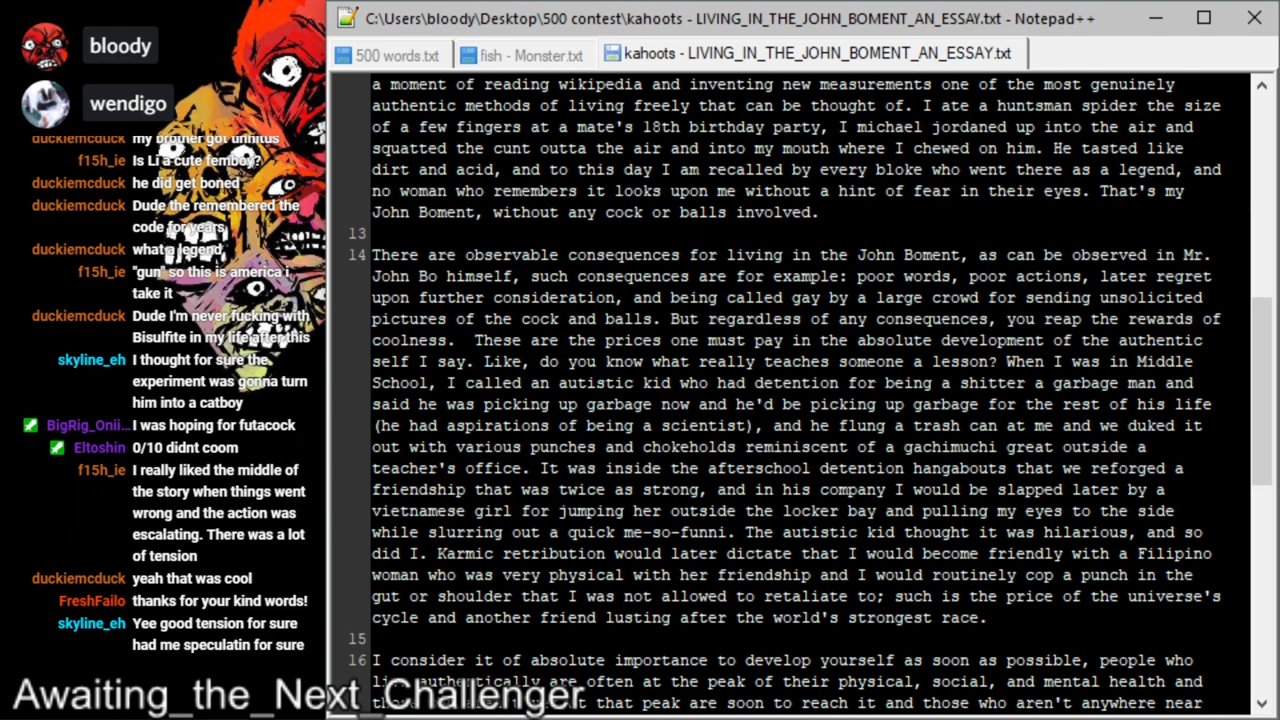 bloody
wendigo
duckiemcduck my brother got tinnitus
f15h_ie Is Li a cute femboy?
duckiemcduck he did get boned
duckiemcduck Dude the remembered the
code for years
duckiemcduck what a legend
f15h_ie "gun" so this is america i
take it
duckiemcduck Dude I'm never fucking with
Bisulfite in my life after this
skyline_eh I thought for sure the
experiment was gonna turn
him into a catboy
BigRig_Onii... I was hoping for futacock
Eltoshin 0/10 didnt coom
f15h_ie I really liked the middle of
the story when things went
wrong and the action was
escalating. There was a lot
of tension
duckiemcduck yeah that was cool
FreshFailo thanks for your kind words!
skyline_eh Yee good tension for sure
had me speculatin for sure
Awaiting_the_Next_Challenger
C:\Users\bloody\Desktop\500 contest\kahoots - LIVING_IN_THE_JOHN_BOMENT_AN_ESSAY.txt - Notepad++
500 words.txt
fish - Monster.txt
kahoots - LIVING_IN_THE_JOHN_BOMENT_AN_ESSAY.txt
a moment of reading wikipedia and inventing new measurements one of the most genuinely
authentic methods of living freely that can be thought of. I ate a huntsman spider the size
of a few fingers at a mate's 18th birthday party, I michael jordaned up into the air and
squatted the cunt outta the air and into my mouth where I chewed on him. He tasted like
dirt and acid, and to this day I am recalled by every bloke who went there as a legend, and
no woman who remembers it looks upon me without a hint of fear in their eyes. That's my
John Boment, without any cock or balls involved.
13
14 There are observable consequences for living in the John Boment, as can be observed in Mr.
John Bo himself, such consequences are for example: poor words, poor actions, later regret
upon further consideration, and being called gay by a large crowd for sending unsolicited
pictures of the cock and balls. But regardless of any consequences, you reap the rewards of
coolness.  These are the prices one must pay in the absolute development of the authentic
self I say. Like, do you know what really teaches someone a lesson? When I was in Middle
School, I called an autistic kid who had detention for being a shitter a garbage man and
said he was picking up garbage now and he'd be picking up garbage for the rest of his life
(he had aspirations of being a scientist), and he flung a trash can at me and we duked it
out with various punches and chokeholds reminiscent of a gachimuchi great outside a
teacher's office. It was inside the afterschool detention hangabouts that we reforged a
friendship that was twice as strong, and in his company I would be slapped later by a
vietnamese girl for jumping her outside the locker bay and pulling my eyes to the side
while slurring out a quick me-so-funni. The autistic kid thought it was hilarious, and so
did I. Karmic retribution would later dictate that I would become friendly with a Filipino
woman who was very physical with her friendship and I would routinely cop a punch in the
gut or shoulder that I was not allowed to retaliate to; such is the price of the universe's
cycle and another friend lusting after the world's strongest race.
15
16 I consider it of absolute importance to develop yourself as soon as possible, people who
authentically are often at the peak of their physical, social, and mental health and
that peak are soon to reach it and those who aren't anywhere near